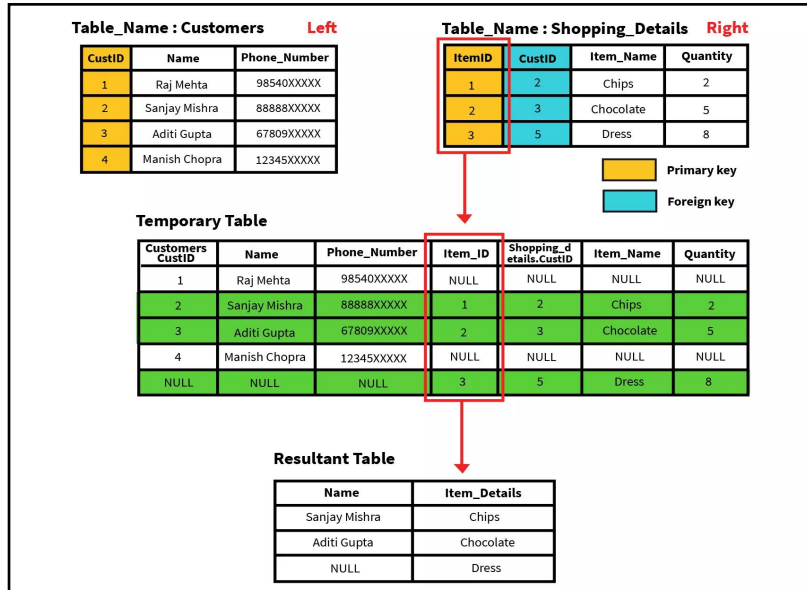 Table_Name : Customers Left
CustID Name Phone_Number
1 Raj Mehta 98540XXXXX
2 Sanjay Mishra 88888XXXXX
3 Aditi Gupta 67809XXXXX
4 Manish Chopra 12345XXXXX
Table_Name : Shopping_Details Right
ItemID CustID Item_Name Quantity
1 2 Chips 2
2 3 Chocolate 5
3 5 Dress 8
Primary key
Foreign key
Temporary Table
Customers
CustID Name Phone_Number Item_ID Shopping_d
etails.CustID Item_Name Quantity
1 Raj Mehta 98540XXXXX NULL NULL NULL NULL
2 Sanjay Mishra 88888XXXXX 1 2 Chips 2
3 Aditi Gupta 67809XXXXX 2 3 Chocolate 5
4 Manish Chopra 12345XXXXX NULL NULL NULL NULL
NULL NULL NULL 3 5 Dress 8
Resultant Table
Name Item_Details
Sanjay Mishra Chips
Aditi Gupta Chocolate
NULL Dress